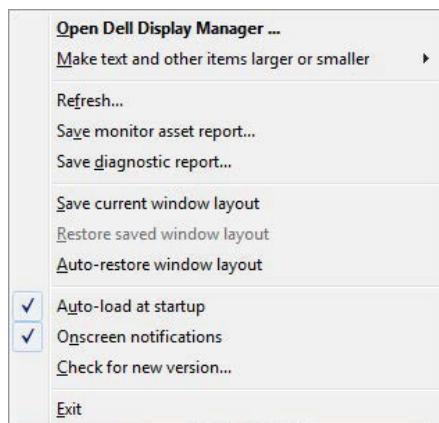 Open Dell Display Manager ...
Make text and other items larger or smaller
Refresh...
Save monitor asset report...
Save diagnostic report...
Save current window layout
Restore saved window layout
Auto-restore window layout
Auto-load at startup
Onscreen notifications
Check for new version...
Exit